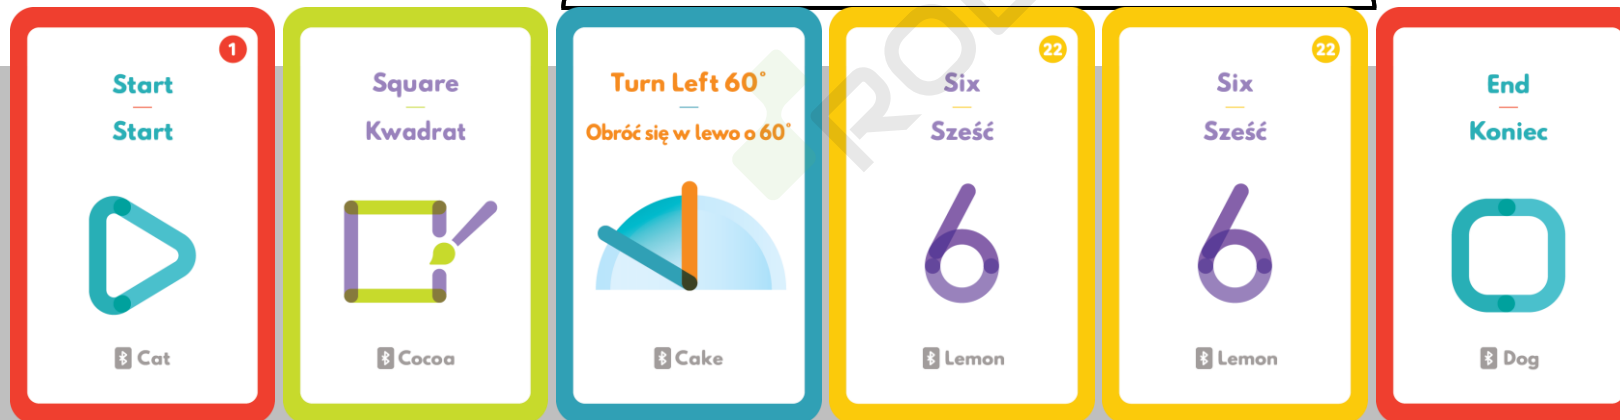 1
Start
Start
Cat
Square
Kwadrat
Cocoa
Turn Left 60°
Obróć się w lewo o 60°
Cake
22
Six
Sześć
6
Lemon
22
Six
Sześć
6
Lemon
End
Koniec
Dog